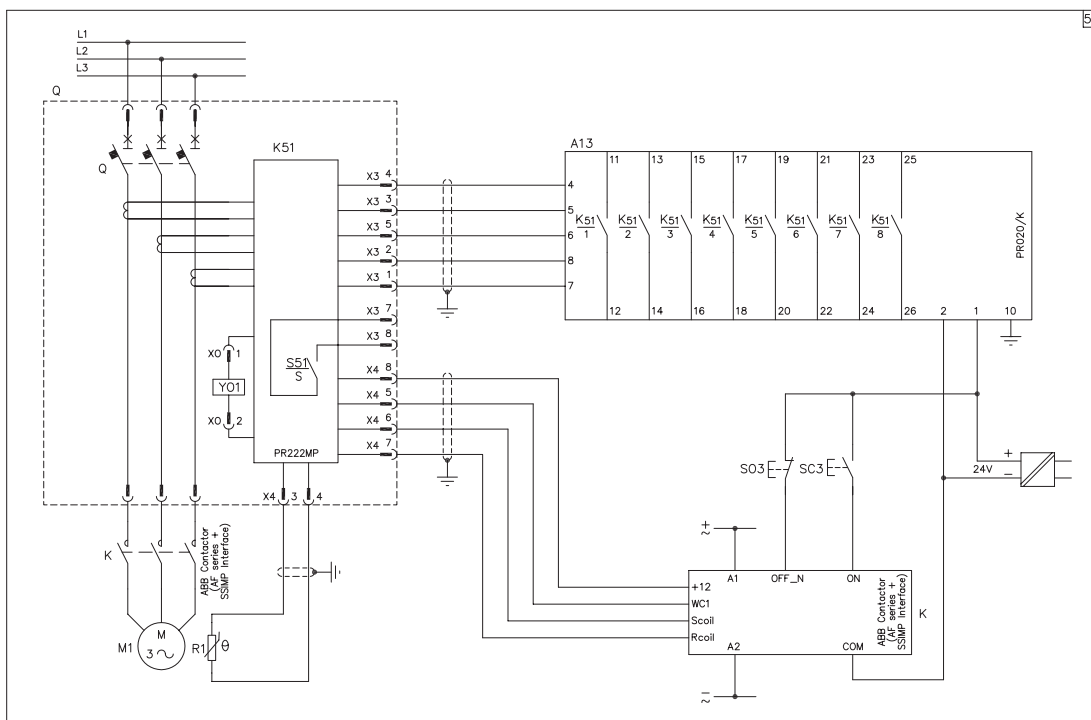 5
L1
L2
L3
Q
Q
K51
X3 4
X3 3
X3 5
X3 2
X3 1
X3 7
X3 8
X4 8
X4 5
X4 6
X4 7
S51
S
X0 1
Y01
X0 2
PR222MP
X4 3 4
A13
11 13 15 17 19 21 23 25
4
5
6
8
7
K51 K51 K51 K51 K51 K51 K51 K51
1 2 3 4 5 6 7 8
PR020/K
12 14 16 18 20 22 24 26 2 1 10
SO3
SC3
24V
+
−
K
ABB Contactor
(AF series +
SSIMP Interface)
M1
M
3 ~
R1
θ
+
~
A1 OFF_N ON
+12
WC1
Scoil
Rcoil
A2 COM
ABB Contactor
(AF series +
SSIMP Interface)
K
−
~